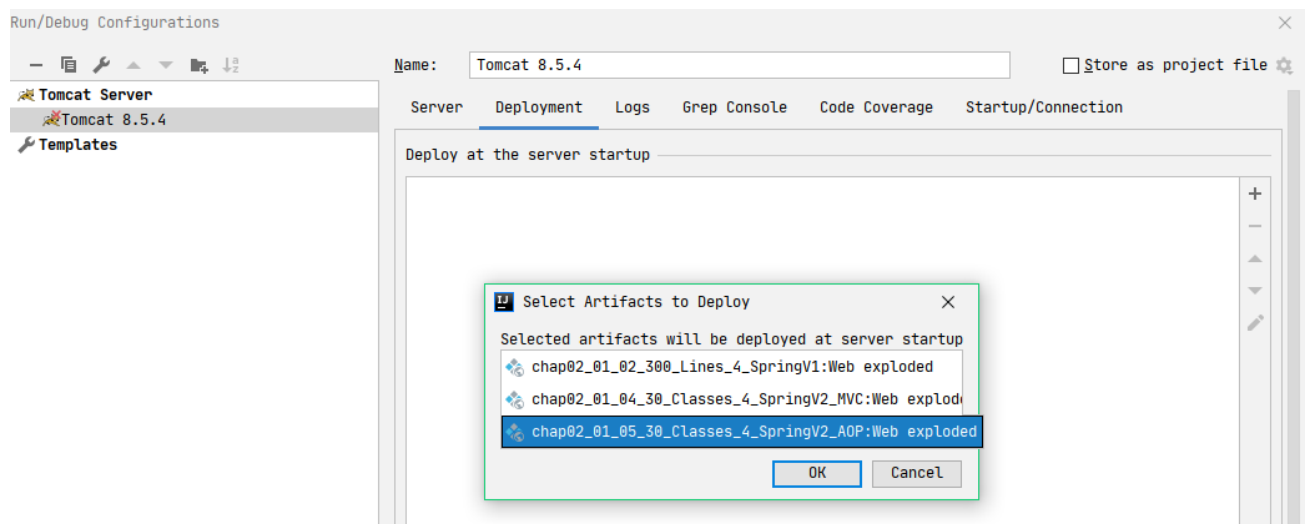 Run/Debug Configurations
Name: Tomcat 8.5.4 Store as project file
Tomcat Server
Tomcat 8.5.4
Templates
Server Deployment Logs Grep Console Code Coverage Startup/Connection
Deploy at the server startup
IJ Select Artifacts to Deploy
Selected artifacts will be deployed at server startup
chap02_01_02_300_Lines_4_SpringV1:Web exploded
chap02_01_04_30_Classes_4_SpringV2_MVC:Web explod
chap02_01_05_30_Classes_4_SpringV2_AOP:Web exploded
OK Cancel